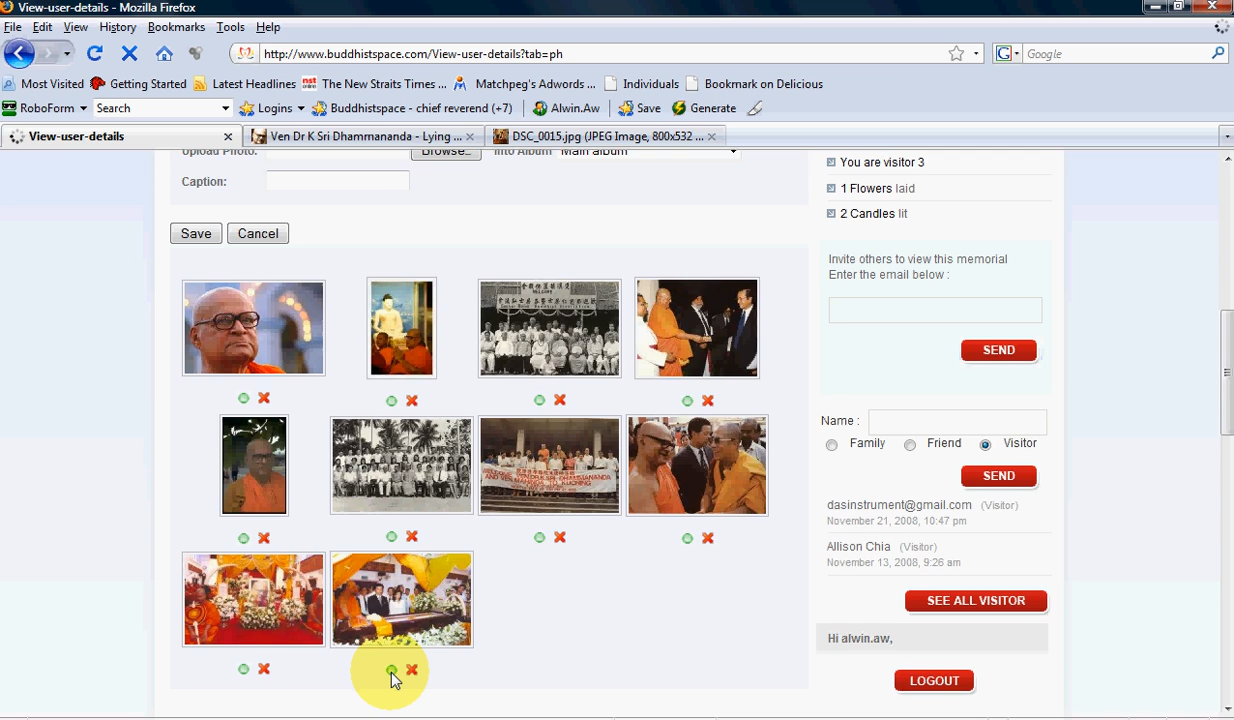 View-user-details - Mozilla Firefox
File Edit View History Bookmarks Tools Help
http://www.buddhistspace.com/View-user-details?tab=ph
Google
Most Visited Getting Started Latest Headlines The New Straits Times ... Matchpeg's Adwords ... Individuals Bookmark on Delicious
RoboForm Search Logins Buddhistspace - chief reverend (+7) Alwin.Aw Save Generate
View-user-details Ven Dr K Sri Dhammananda - Lying ... DSC_0015.jpg (JPEG Image, 800x532 ...
Upload Photo: Browse... Into Album Main album
Caption:
Save Cancel
WELCOME VEN DR K SRI DHAMMANANDA
You are visitor 3
1 Flowers laid
2 Candles lit
Invite others to view this memorial
Enter the email below :
SEND
Name :
Family Friend Visitor
SEND
dasinstrument@gmail.com (Visitor)
November 21, 2008, 10:47 pm
Allison Chia (Visitor)
November 13, 2008, 9:26 am
SEE ALL VISITOR
Hi alwin.aw,
LOGOUT